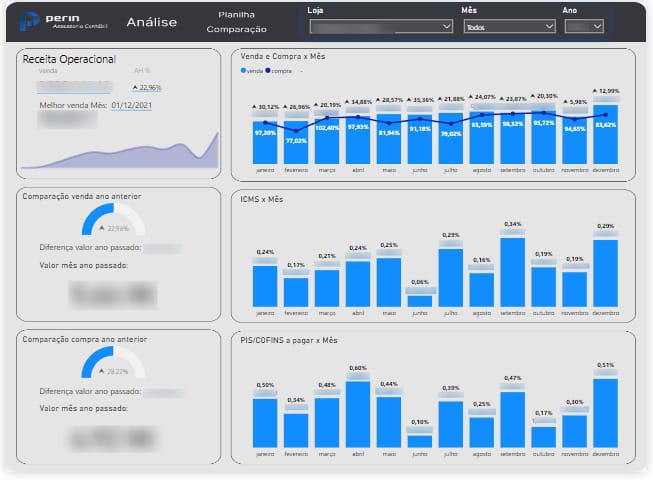 perin
Assessoria Contábil
Análise
Planilha
Comparação
Loja
Mês
Todos
Ano
Receita Operacional
venda
AH %
22,96%
Melhor venda Mês: 01/12/2021
Comparação venda ano anterior
22,96%
Diferença valor ano passado:
Valor mês ano passado:
Comparação compra ano anterior
28,22%
Diferença valor ano passado:
Valor mês ano passado:
Venda e Compra x Mês
venda compra
30,12% 26,96% 20,19% 34,88% 28,57% 35,36% 21,88% 24,07% 23,87% 20,30% 5,98% 12,99%
97,20% 77,02% 102,40% 97,93% 81,94% 91,18% 79,02% 93,59% 98,32% 95,72% 94,65% 83,62%
janeiro fevereiro março abril maio junho julho agosto setembro outubro novembro dezembro
ICMS x Mês
0,24% 0,17% 0,21% 0,24% 0,25% 0,06% 0,29% 0,16% 0,34% 0,19% 0,19% 0,29%
janeiro fevereiro março abril maio junho julho agosto setembro outubro novembro dezembro
PIS/COFINS a pagar x Mês
0,50% 0,34% 0,48% 0,60% 0,44% 0,10% 0,39% 0,25% 0,47% 0,17% 0,30% 0,51%
janeiro fevereiro março abril maio junho julho agosto setembro outubro novembro dezembro